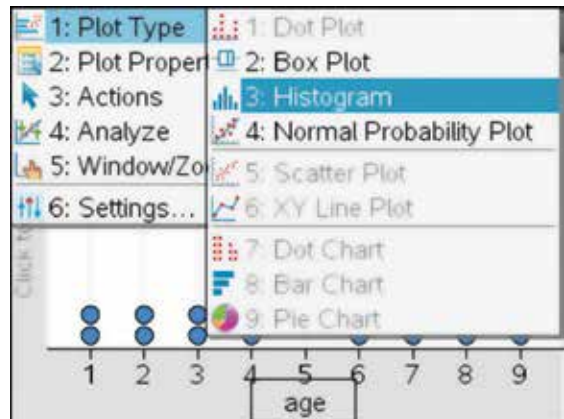 1: Plot Type
2: Plot Propert
3: Actions
4: Analyze
5: Window/Zo
6: Settings...
1: Dot Plot
2: Box Plot
3: Histogram
4: Normal Probability Plot
5: Scatter Plot
6: XY Line Plot
7: Dot Chart
8: Bar Chart
9: Pie Chart
Click to
1 2 3 4 5 6 7 8 9
age